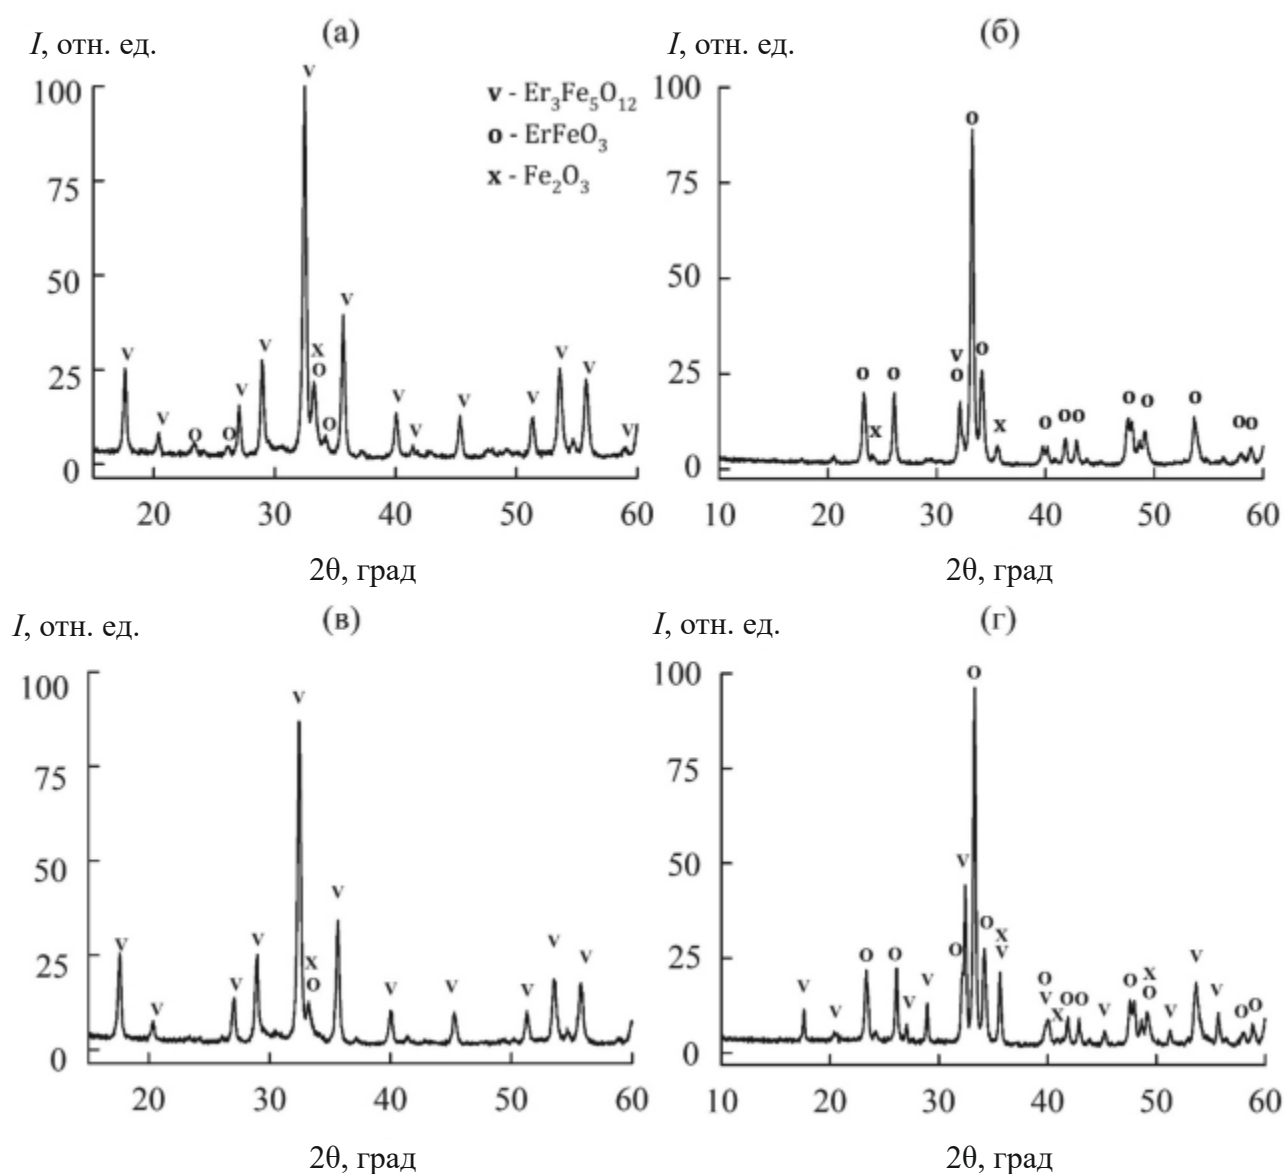 (а)
I, отн. ед.
v - Er₃Fe₅O₁₂
o - ErFeO₃
x - Fe₂O₃
100
75
50
25
0
v
v
v
o
o
v
v
x
o
o
v
v
v
v
v
v
v
v
20 30 40 50 60
2θ, град
(б)
I, отн. ед.
100
75
50
25
0
o
o
x
o
v
o
o
x
o
o o
o
o
o
o o
10 20 30 40 50 60
2θ, град
(в)
I, отн. ед.
100
75
50
25
0
v
v
v
v
v
x
o
v
v
v
v
v
v
20 30 40 50 60
2θ, град
(г)
I, отн. ед.
100
75
50
25
0
o
v
v
v
o
o
v
v
o
o
x
v
o
v
x
o o
v
o
x
o
v
v
v
o o
10 20 30 40 50 60
2θ, град